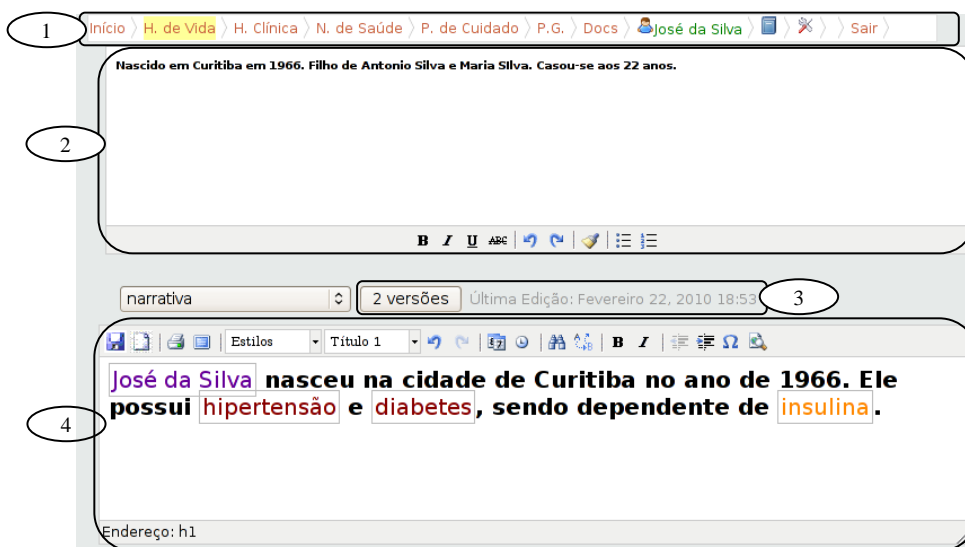 1 Início 〉 H. de Vida 〉 H. Clínica 〉 N. de Saúde 〉 P. de Cuidado 〉 P.G. 〉 Docs 〉 José da Silva 〉 〉 〉 〉 Sair 〉
Nascido em Curitiba em 1966. Filho de Antonio Silva e Maria SIlva. Casou-se aos 22 anos.
2
B I U ABC
narrativa 2 versões Última Edição: Fevereiro 22, 2010 18:53 3
Estilos Título 1 B I Ω
José da Silva nasceu na cidade de Curitiba no ano de 1966. Ele
possui hipertensão e diabetes, sendo dependente de insulina.
4
Endereço: h1